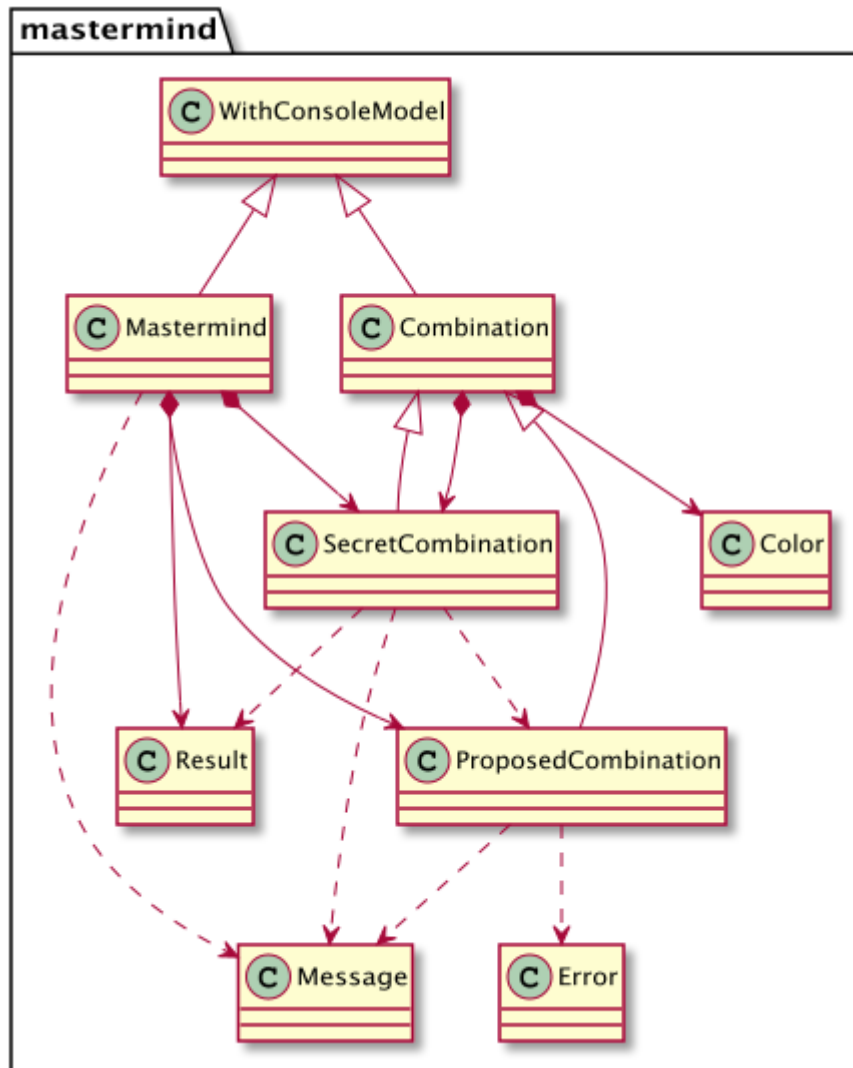 mastermind
C WithConsoleModel
C Mastermind
C Combination
C SecretCombination
C Color
C Result
C ProposedCombination
C Message
C Error